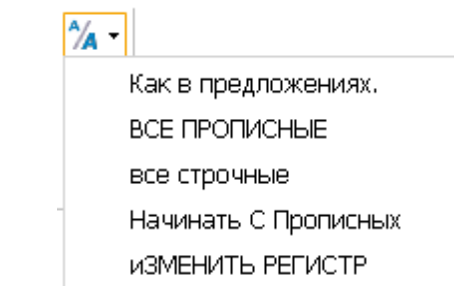 A/A
Как в предложениях.
ВСЕ ПРОПИСНЫЕ
все строчные
Начинать С Прописных
иЗМЕНИТЬ РЕГИСТР